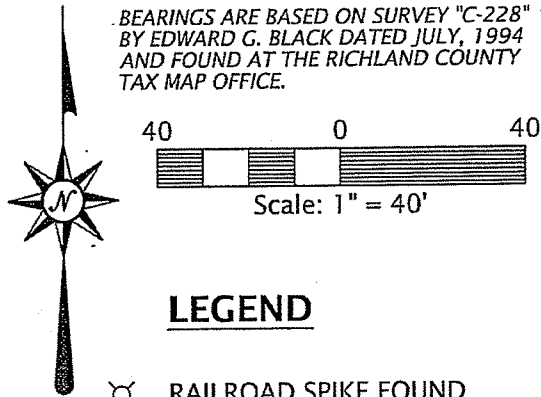 BEARINGS ARE BASED ON SURVEY "C-228"
BY EDWARD G. BLACK DATED JULY, 1994
AND FOUND AT THE RICHLAND COUNTY
TAX MAP OFFICE.
40 0 40
Scale: 1" = 40'
N
LEGEND
RAILROAD SPIKE FOUND